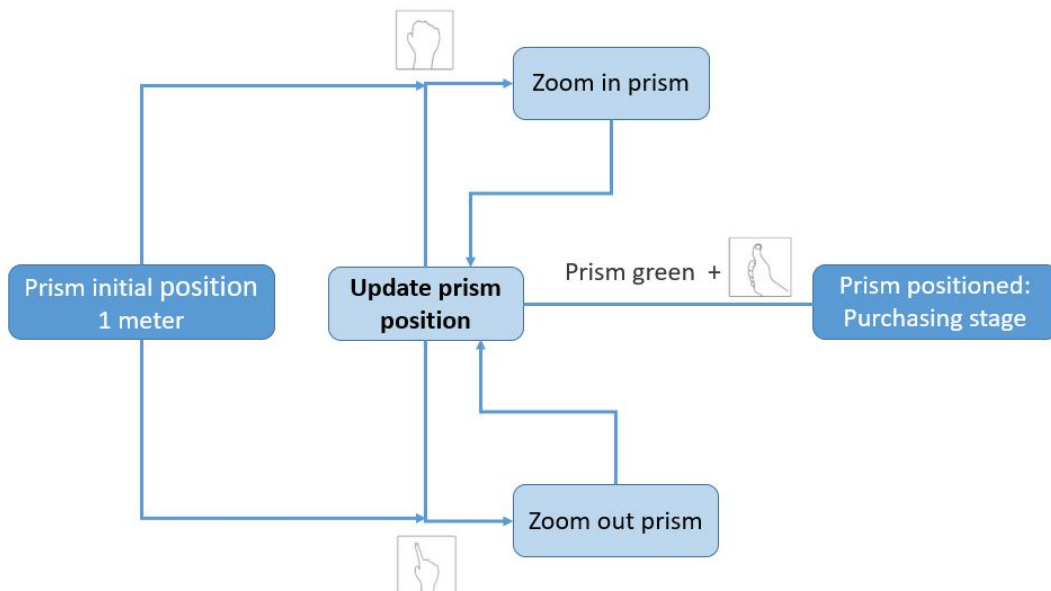 Zoom in prism
Prism initial position
1 meter
Update prism
position
Prism green +
Prism positioned:
Purchasing stage
Zoom out prism